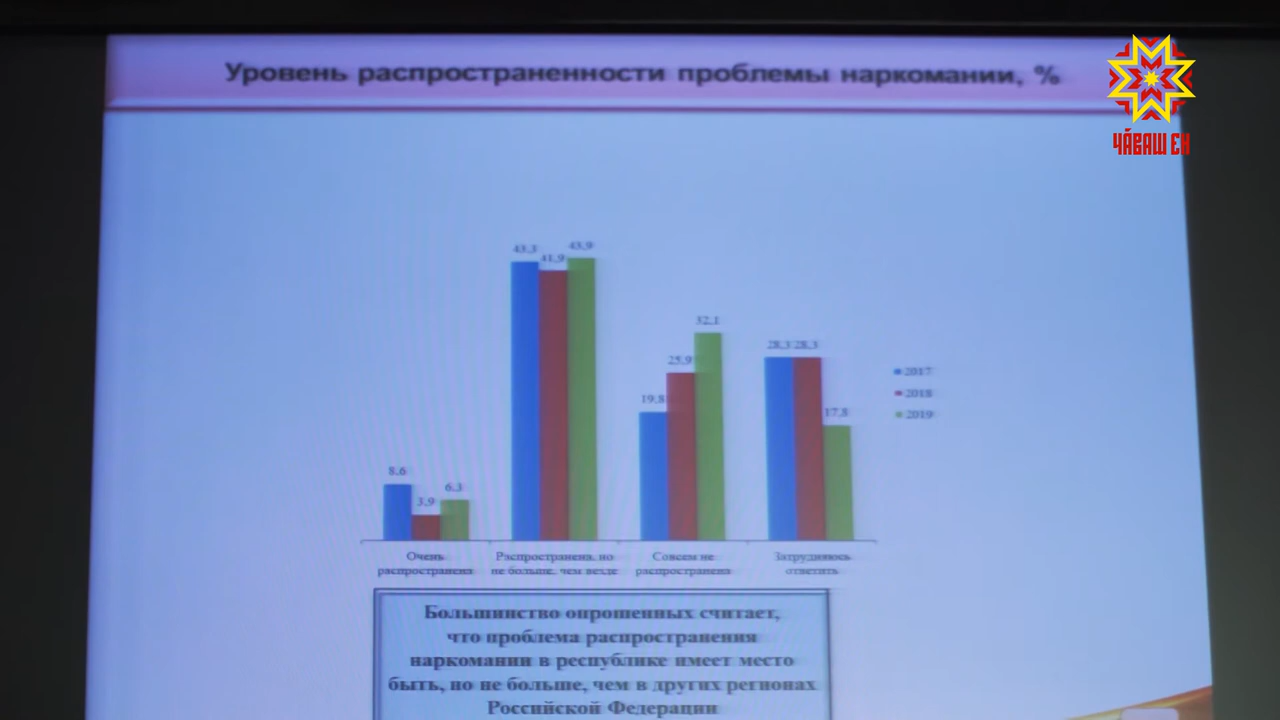 Уровень распространенности проблемы наркомании, %
ЧӐВАШ ЕН
43,3
41,9
43,9
32,1
25,9
19,8
28,3
28,3
17,8
8,6
3,9
6,3
2017
2018
2019
Очень
распространена
Распространена, но
не больше, чем везде
Совсем не
распространена
Затрудняюсь
ответить
Большинство опрошенных считает,
что проблема распространения
наркомании в республике имеет место
быть, но не больше, чем в других регионах
Российской Федерации